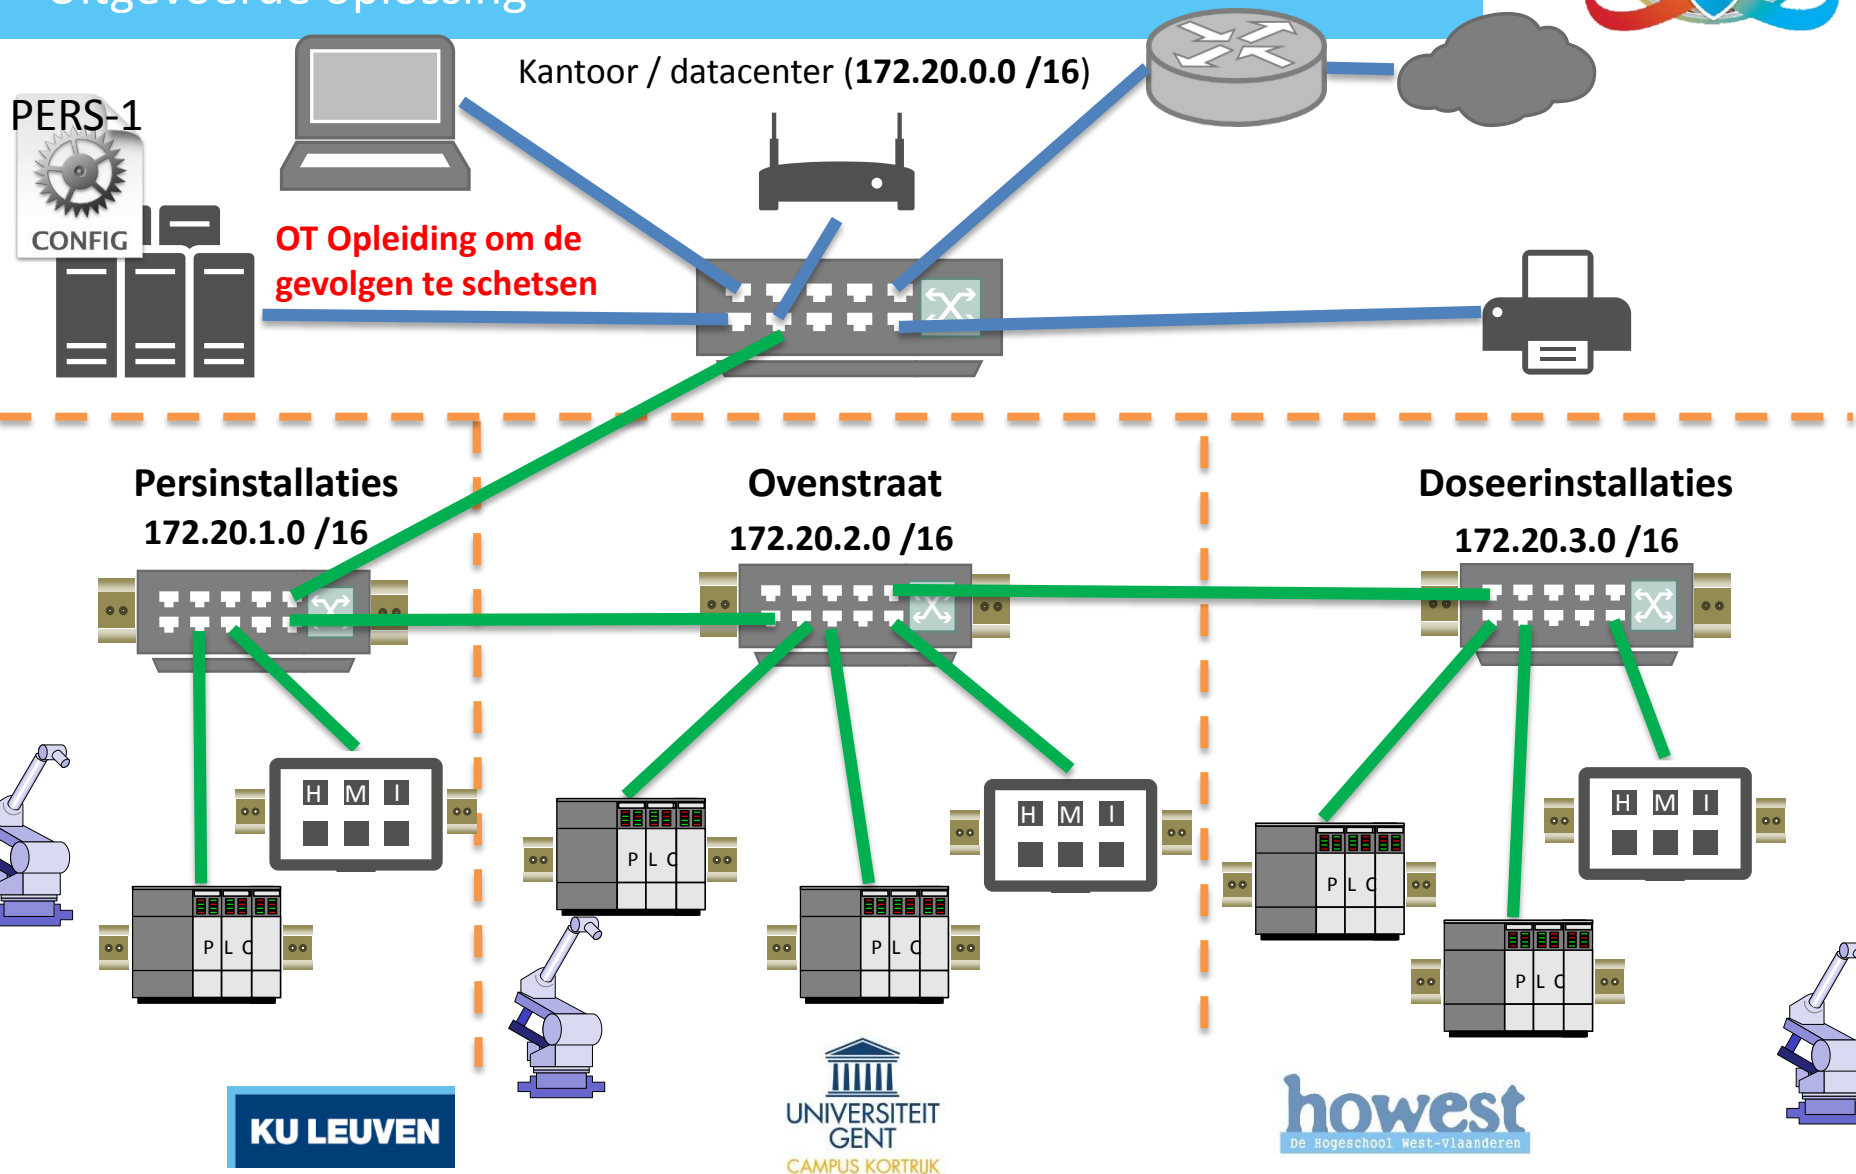 Uitgevoerde oplossing
Kantoor / datacenter (172.20.0.0 /16)
PERS-1
CONFIG
OT Opleiding om de
gevolgen te schetsen
Persinstallaties
172.20.1.0 /16
Ovenstraat
172.20.2.0 /16
Doseerinstallaties
172.20.3.0 /16
H M I
H M I
H M I
P L C
P L C
P L C
P L C
P L C
KU LEUVEN
UNIVERSITEIT
GENT
CAMPUS KORTRIJK
howest
De Hogeschool West-Vlaanderen